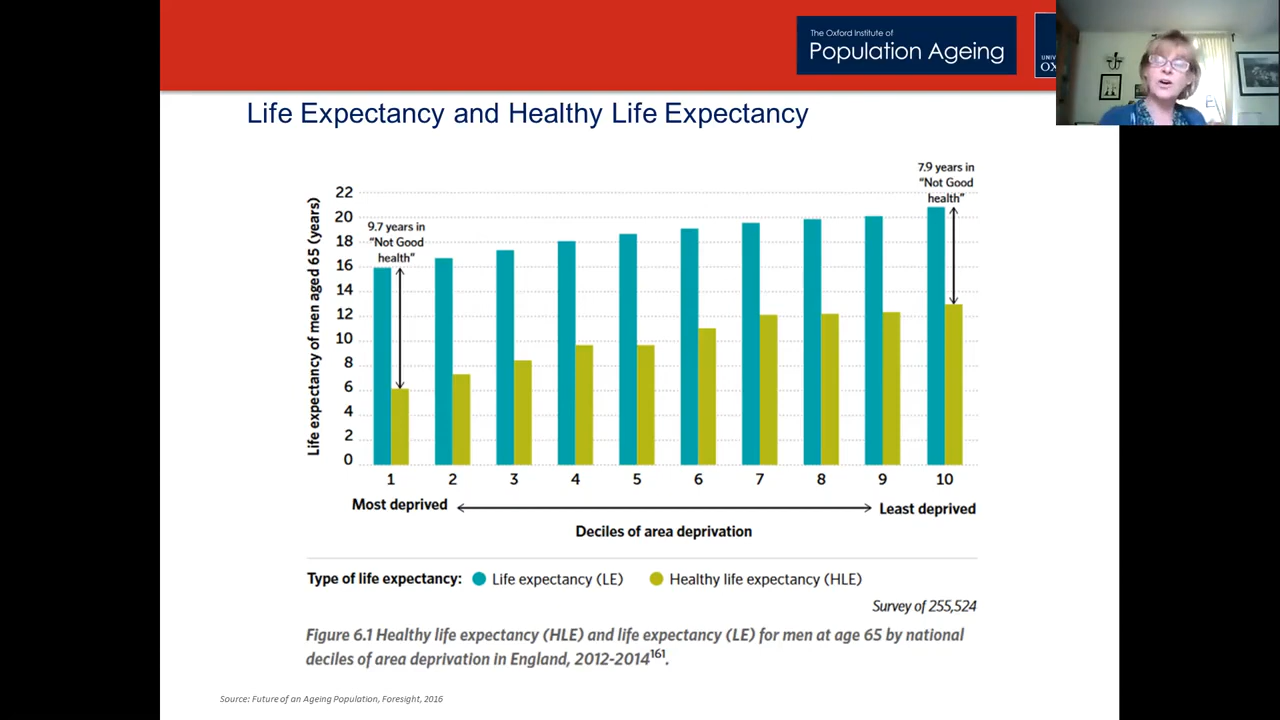 The Oxford Institute of
Population Ageing
UNIV
OX
Life Expectancy and Healthy Life Expectancy
Life expectancy of men aged 65 (years)
22
20
18
16
14
12
10
8
6
4
2
0
9.7 years in
“Not Good
health”
7.9 years in
“Not Good
health”
1 2 3 4 5 6 7 8 9 10
Most deprived Least deprived
Deciles of area deprivation
Type of life expectancy: Life expectancy (LE) Healthy life expectancy (HLE)
Survey of 255,524
Figure 6.1 Healthy life expectancy (HLE) and life expectancy (LE) for men at age 65 by national
deciles of area deprivation in England, 2012-2014¹⁶¹.
Source: Future of an Ageing Population, Foresight, 2016